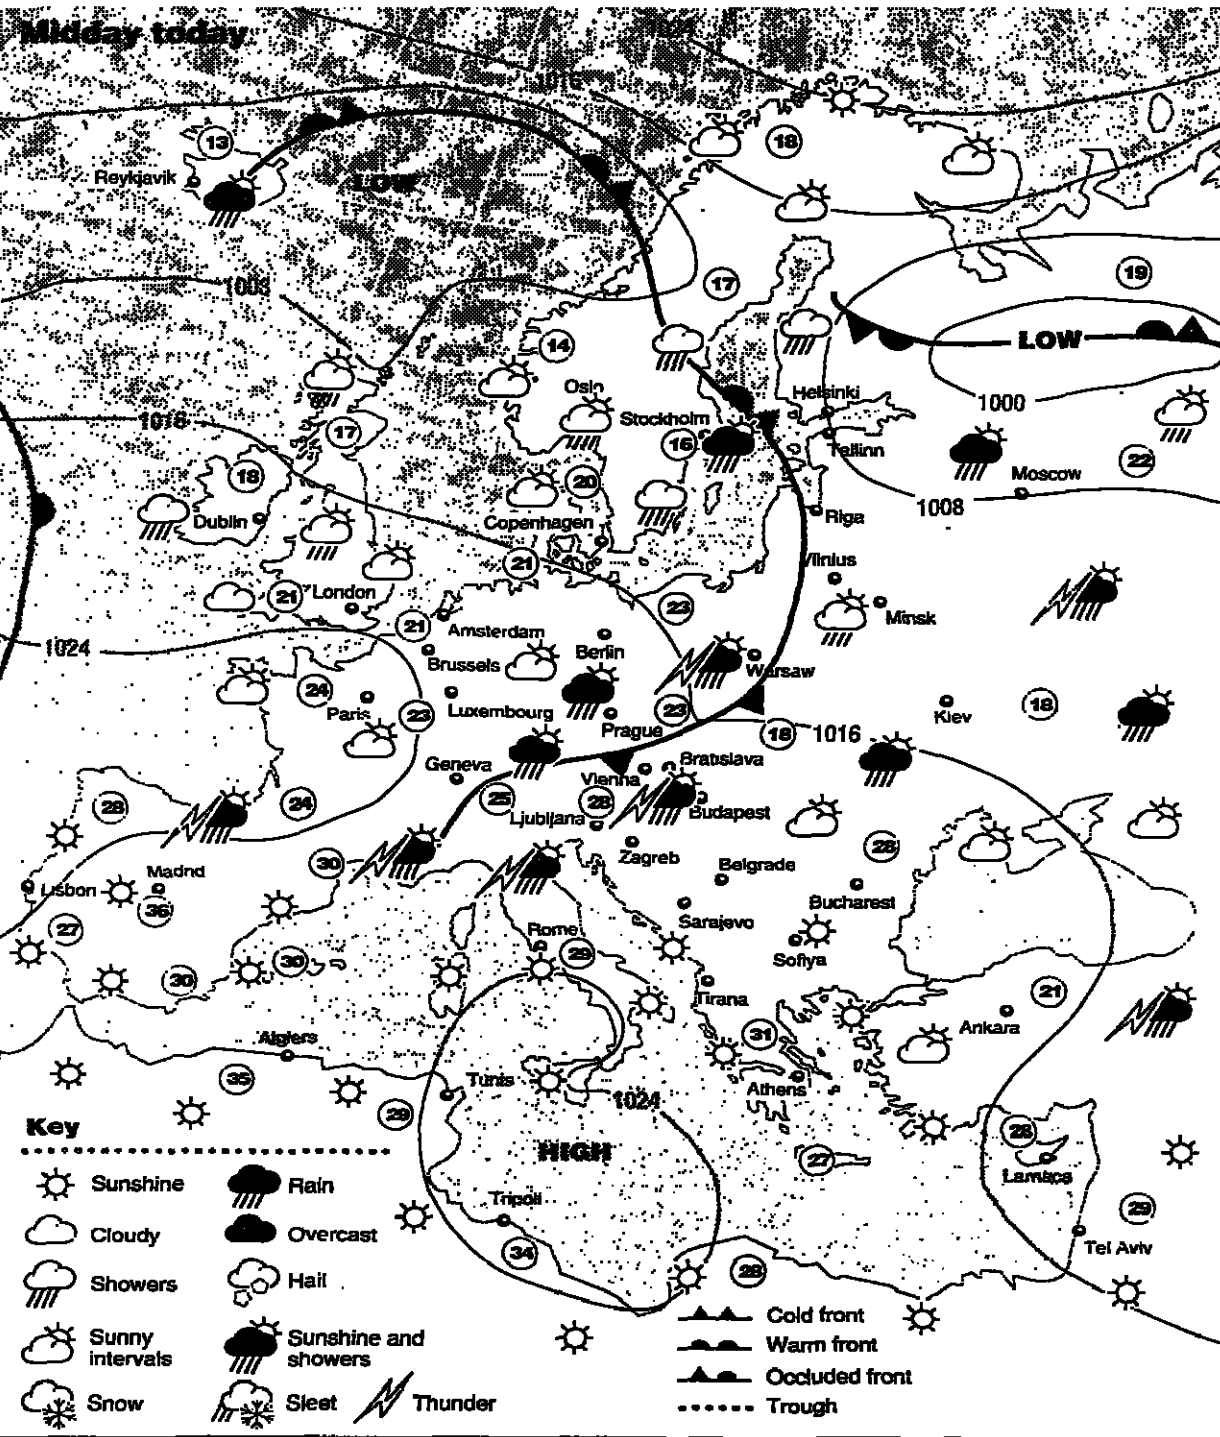 Midday today
1016
13
18
Reykjavik
LOW
19
17
1008
LOW
14
Oslo
Helsinki
1000
Stockholm
1016
17
16
Tallinn
22
18
Moscow
20
1008
Dublin
Copenhagen
Riga
21
Vilnius
21
London
23
21
Amsterdam
Minsk
1024
Berlin
Brussels
Warsaw
24
Paris
23
Luxembourg
23
Kiev
18
Prague
18
1016
Geneva
Bratislava
Vienna
28
24
25
28
Ljubljana
Budapest
28
30
Zagreb
Belgrade
Madrid
Lisbon
36
Bucharest
27
Sarajevo
Rome
29
Sofiya
30
30
Tirana
21
Ankara
31
Algiers
35
Tunis
Athens
29
1024
28
HIGH
27
Larnaca
Tripoli
29
34
Tel Aviv
28
Key
Sunshine
Rain
Cloudy
Overcast
Showers
Hail
Sunny intervals
Sunshine and showers
Snow
Sleet
Thunder
Cold front
Warm front
Occluded front
Trough